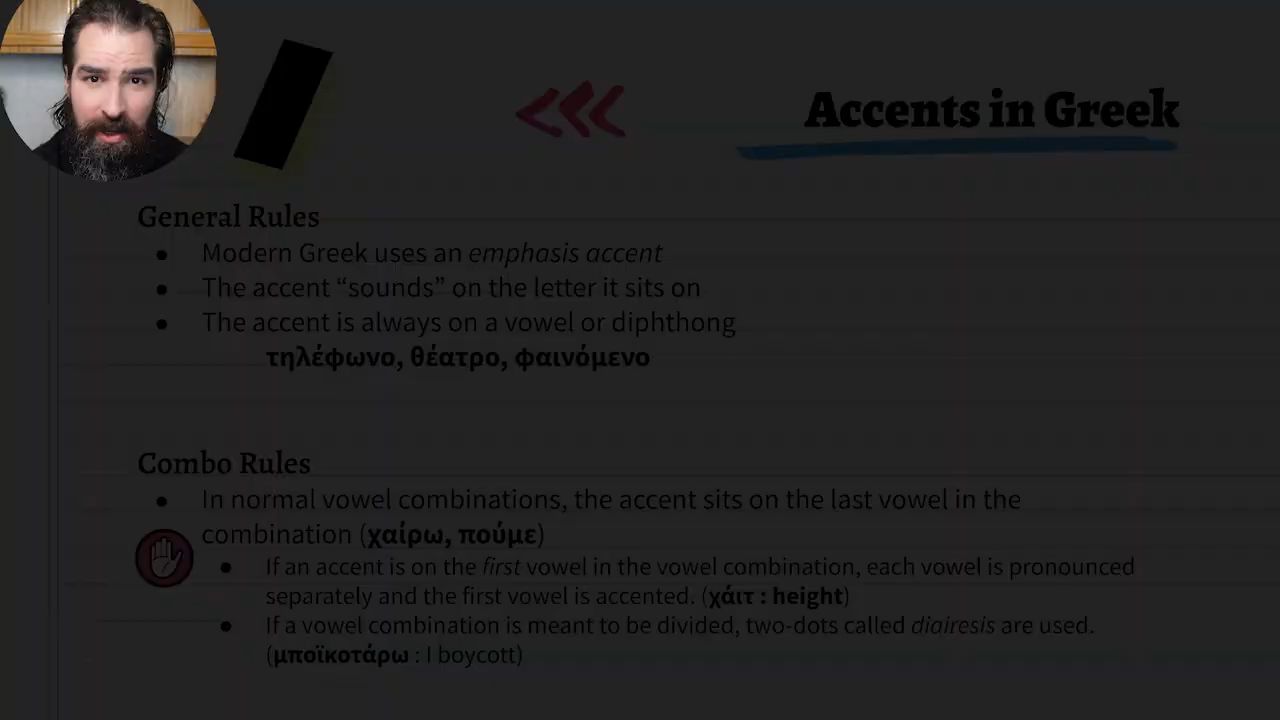 Accents in Greek
General Rules
● Modern Greek uses an emphasis accent
● The accent “sounds” on the letter it sits on
● The accent is always on a vowel or diphthong
τηλέφωνο, θέατρο, φαινόμενο
Combo Rules
● In normal vowel combinations, the accent sits on the last vowel in the
combination (χαίρω, πούμε)
● If an accent is on the first vowel in the vowel combination, each vowel is pronounced
separately and the first vowel is accented. (χάιτ : height)
● If a vowel combination is meant to be divided, two-dots called diairesis are used.
(μποϊκοτάρω : I boycott)